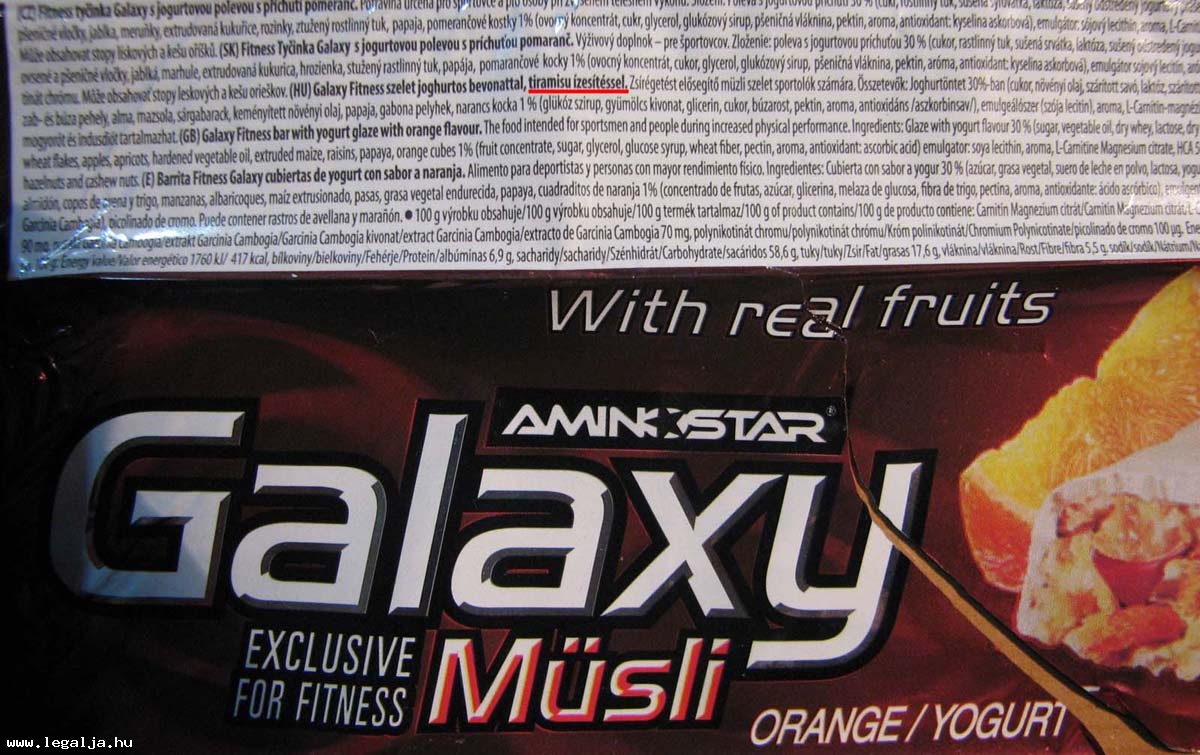 (CZ) Fitness tyčinka Galaxy s jogurtovou polevou s příchutí pomeranč.
pšeničné vločky, jablka, meruňky, extrudovaná kukuřice, rozinky, ztužený rostlinný tuk, papaja, pomerančové kostky 1% (ovocný koncentrát, cukr, glycerol, glukózový sirup, pšeničná vláknina, pektin, aroma, antioxidant: kyselina askorbová), emulgátor: sójový lecithin, aroma, L-Carni
Může obsahovat stopy lískových a kešu oříšků. (SK) Fitness Tyčinka Galaxy s jogurtovou polevou s príchuťou pomaranč. Výživový doplnok – pre športovcov. Zloženie: poleva s jogurtovou príchuťou 30 % (cukor, rastlinný tuk, sušená srvátka, laktóza, sušený odstredený jogu
ovsené a pšeničné vločky, jablká, marhule, extrudovaná kukurica, hrozienka, stužený rastlinný tuk, papája, pomarančové kocky 1% (ovocný koncentrát, cukor, glycerol, glukózový sirup, pšeničná vláknina, pektín, aróma, antioxidant: kyselina askorbová), emulgátor sojový lecitín, aró
tinát chrómu. Může obsahovať stopy leskových a kešu orieškov. (HU) Galaxy Fitness szelet joghurtos bevonattal, tiramisu ízesítéssel. Zsírégetést elősegítő müzli szelet sportolók számára. Összetevők: Joghurtöntet 30%-ban (cukor, növényi olaj, szárított savó, laktóz, szárított
zab- és búza pehely, alma, mazsola, sárgabarack, keményített növényi olaj, papaja, gabona pelyhek, narancs kocka 1 % (glükóz szirup, gyümölcs kivonat, glicerin, cukor, búzarost, pektin, aroma, antioxidáns /aszkorbinsav/), emulgeálószer (szója lecitin), aroma, L-Carnitin-magné
mogyorót és indusdiót tartalmazhat. (GB) Galaxy Fitness bar with yogurt glaze with orange flavour. The food intended for sportsmen and people during increased physical performance. Ingredients: Glaze with yogurt flavour 30 % (sugar, vegetable oil, dry whey, lactose, dry
wheat flakes, apples, apricots, hardened vegetable oil, extruded maize, raisins, papaya, orange cubes 1% (fruit concentrate, sugar, glycerol, glucose syrup, wheat fiber, pectin, aroma, antioxidant: ascorbic acid) emulgator: soya lecithin, aroma, L-Carnitine Magnesium citrate, HCA
hazelnuts and cashew nuts. (E) Barrita Fitness Galaxy cubiertas de yogurt con sabor a naranja. Alimento para deportistas y personas con mayor rendimiento físico. Ingredientes: Cubierta con sabor a yogur 30 % (azúcar, grasa vegetal, suero de leche en polvo, lactosa, yogu
almidón, copos de avena y trigo, manzanas, albaricoques, maíz extrusionado, pasas, grasa vegetal endurecida, papaya, cuadraditos de naranja 1% (concentrado de frutas, azúcar, glicerina, melaza de glucosa, fibra de trigo, pectina, aroma, antioxidante: ácido ascórbico),
Garcinia Cambogia), picolinado de cromo. Puede contener rastros de avellana y marañón. ● 100 g výrobku obsahuje/100 g výrobku obsahuje/100 g termék tartalmaz/100 g of product contains/100 g de producto contiene: Carnitin Magnezium citrát/Carnitin Magnezium citrát
90 mg, Cambogia/extrakt Garcinia Cambogia/Garcinia Cambogia kivonat/extract Garcinia Cambogia/extracto de Garcinia Cambogia 70 mg, polynikotinát chromu/polynikotinát chrómu/Króm polinikotinát/Chromium Polynicotinate/picolinado de cromo 100 µg, Ene
Energy value/Valor energético 1760 kJ/ 417 kcal, bílkoviny/bielkoviny/Fehérje/Protein/albúminas 6,9 g, sacharidy/sacharidy/Szénhidrát/Carbohydrate/sacáridos 58,6 g, tuky/tuky/Zsír/Fat/grasas 17,6 g, vláknina/vláknina/Rost/Fibre/fibra 5,5 g, sodík/sodík/Nátrium/
With real fruits
AMINOSTAR®
Galaxy
EXCLUSIVE
FOR FITNESS
Müsli
ORANGE / YOGURT
www.legalja.hu